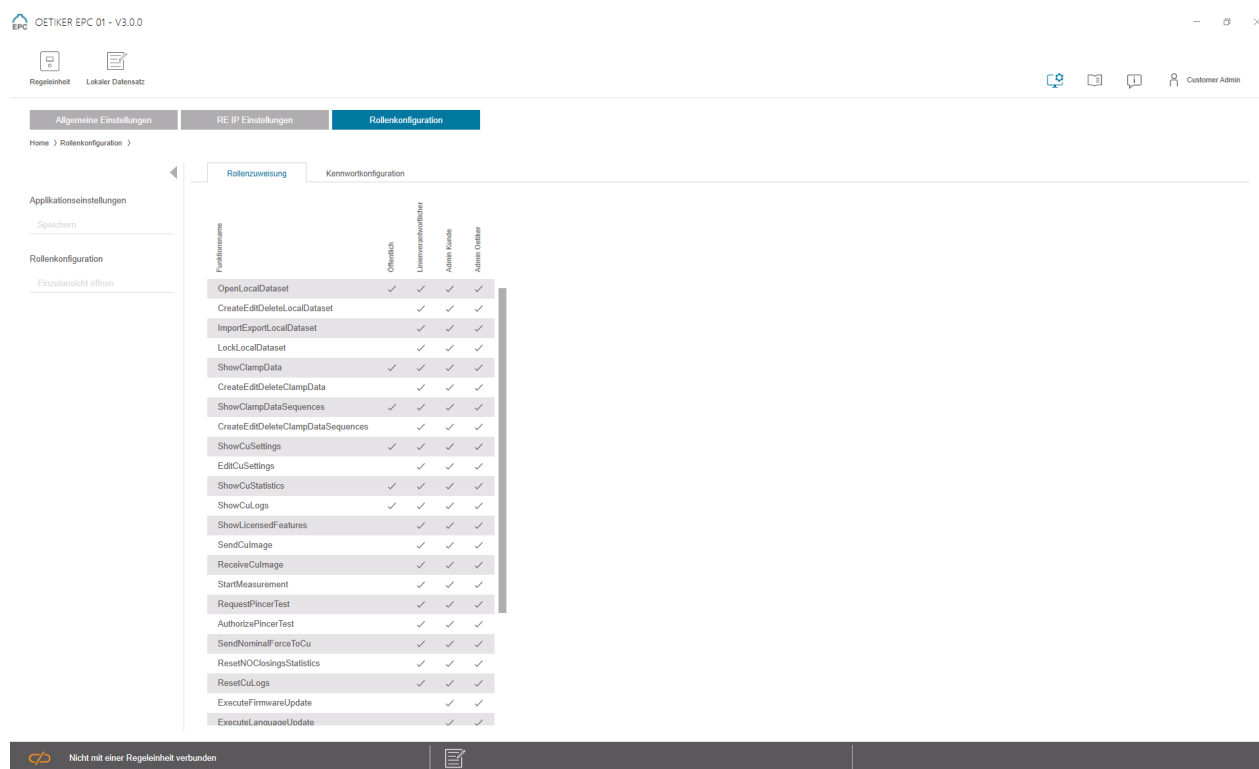 EPC OETIKER EPC 01 - V3.0.0
Regeleinheit Lokaler Datensatz
Customer Admin
Allgemeine Einstellungen RE IP Einstellungen Rollenkonfiguration
Home Rollenkonfiguration
Rollenzuweisung Kennwortkonfiguration
Applikationseinstellungen
Speichern
Rollenkonfiguration
Einzelansicht öffnen
Funktionsname Öffentlich Linienverantwortlicher Admin Kunde Admin Oetiker
OpenLocalDataset
CreateEditDeleteLocalDataset
ImportExportLocalDataset
LockLocalDataset
ShowClampData
CreateEditDeleteClampData
ShowClampDataSequences
CreateEditDeleteClampDataSequences
ShowCuSettings
EditCuSettings
ShowCuStatistics
ShowCuLogs
ShowLicensedFeatures
SendCuImage
ReceiveCuImage
StartMeasurement
RequestPincerTest
AuthorizePincerTest
SendNominalForceToCu
ResetNOClosingsStatistics
ResetCuLogs
ExecuteFirmwareUpdate
ExecuteLanguageUpdate
Nicht mit einer Regeleinheit verbunden